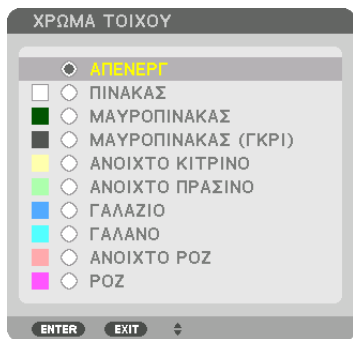 ΧΡΩΜΑ ΤΟΙΧΟΥ
ΑΠΕΝΕΡΓ
ΠΙΝΑΚΑΣ
ΜΑΥΡΟΠΙΝΑΚΑΣ
ΜΑΥΡΟΠΙΝΑΚΑΣ (ΓΚΡΙ)
ΑΝΟΙΧΤΟ ΚΙΤΡΙΝΟ
ΑΝΟΙΧΤΟ ΠΡΑΣΙΝΟ
ΓΑΛΑΖΙΟ
ΓΑΛΑΝΟ
ΑΝΟΙΧΤΟ ΡΟΖ
ΡΟΖ
ENTER EXIT